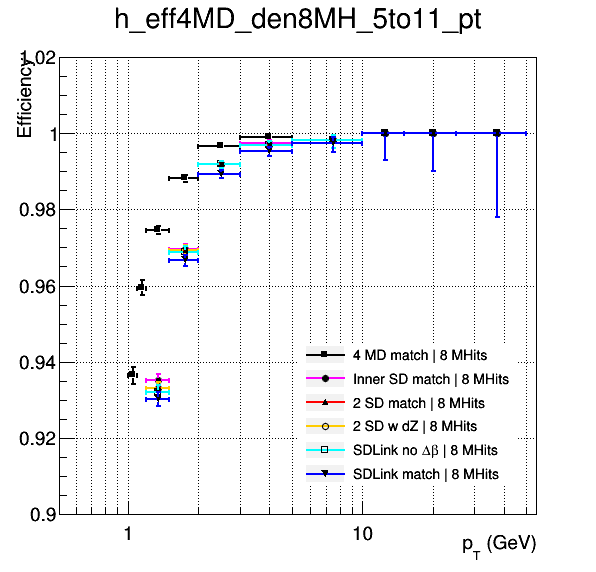 h_eff4MD_den8MH_5to11_pt
Efficiency
1.02
1
0.98
0.96
0.94
0.92
0.9
4 MD match | 8 MHits
Inner SD match | 8 MHits
2 SD match | 8 MHits
2 SD w dZ | 8 MHits
SDLink no Δβ | 8 MHits
SDLink match | 8 MHits
1
10
p_T (GeV)